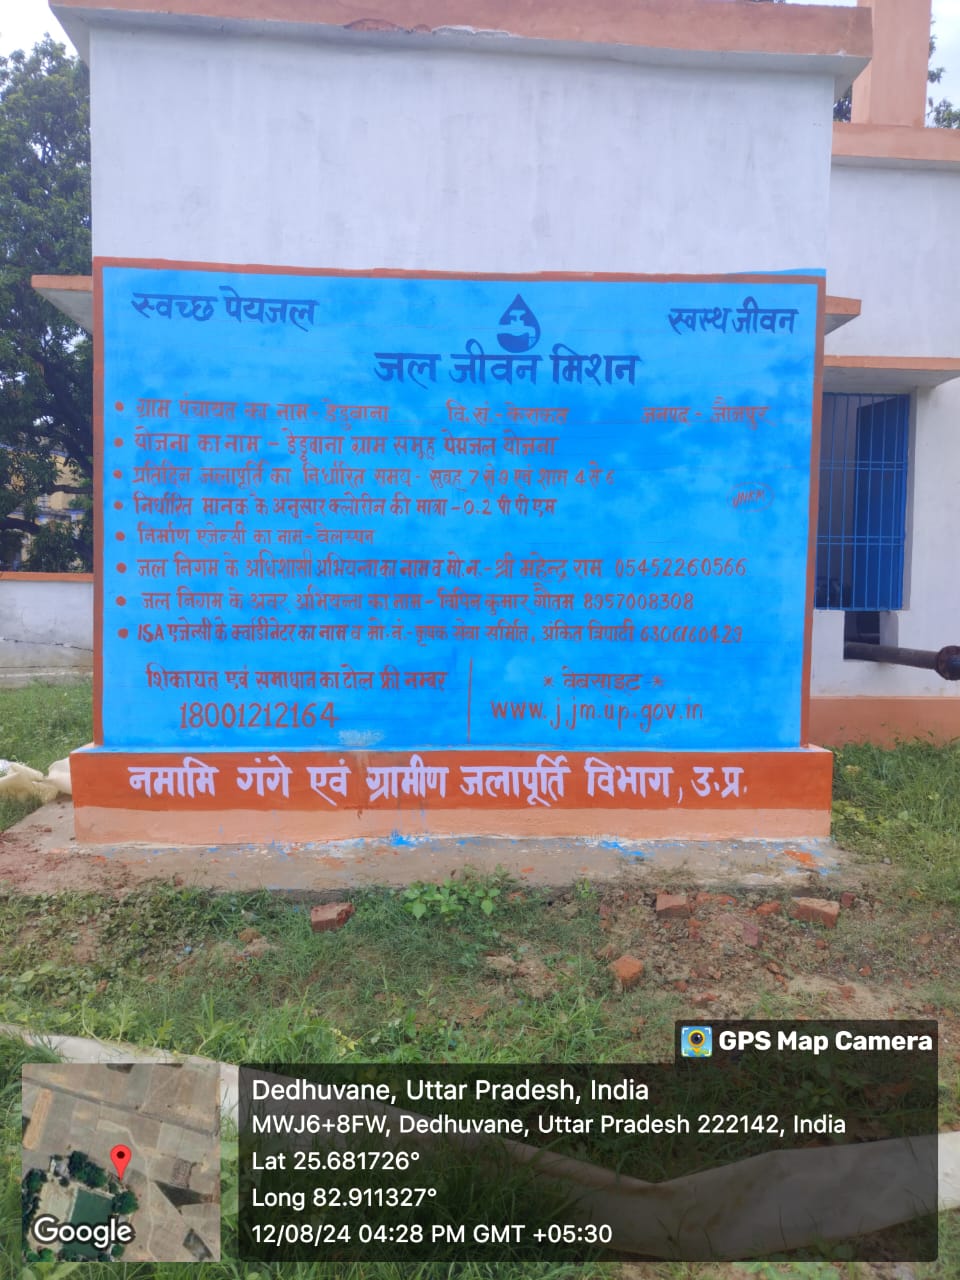 स्वच्छ पेयजल
स्वस्थ जीवन
जल जीवन मिशन
• ग्राम पंचायत का नाम - डेढुवाना वि.खं.- केराकत जनपद - जौनपुर
• योजना का नाम - डेढुवाना ग्राम समुह पेयजल योजना
• प्रतिदिन जलापूर्ति का निर्धारित समय - सुबह 7 से 9 एवं शाम 4 से 6
• निर्धारित मानक के अनुसार क्लोरीन की मात्रा - 0.2 पी पी एम
• निर्माण एजेन्सी का नाम - वेलस्पन
• जल निगम के अधिशासी अभियन्ता का नाम व मो.न.- श्री महेन्द्र राम 05452260566
• जल निगम के अवर अभियन्ता का नाम - विपिन कुमार गौतम 8957008308
• ISA एजेन्सी के क्वांडीनेटर का नाम व मो.नं.- कृषक सेवा समिति, अंकित त्रिपाठी
शिकायत एवं समाधान का टोल फ्री नम्बर
18001212164
* वेबसाइट *
www.jjm.up.gov.in
नमामि गंगे एवं ग्रामीण जलापूर्ति विभाग, उ.प्र.
GPS Map Camera
Dedhuvane, Uttar Pradesh, India
MWJ6+8FW, Dedhuvane, Uttar Pradesh 222142, India
Lat 25.681726°
Long 82.911327°
12/08/24 04:28 PM GMT +05:30
Google